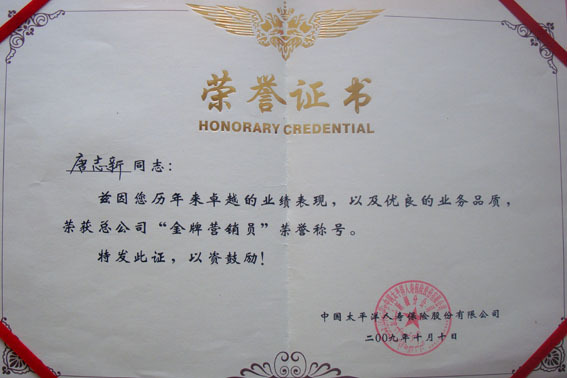 荣誉证书
HONORARY CREDENTIAL
唐志新同志：
兹因您历年来卓越的业绩表现，以及优良的业务品质，
荣获总公司“金牌营销员”荣誉称号。
特发此证，以资鼓励！
中国太平洋人寿保险股份有限公司
二00九年十月十日